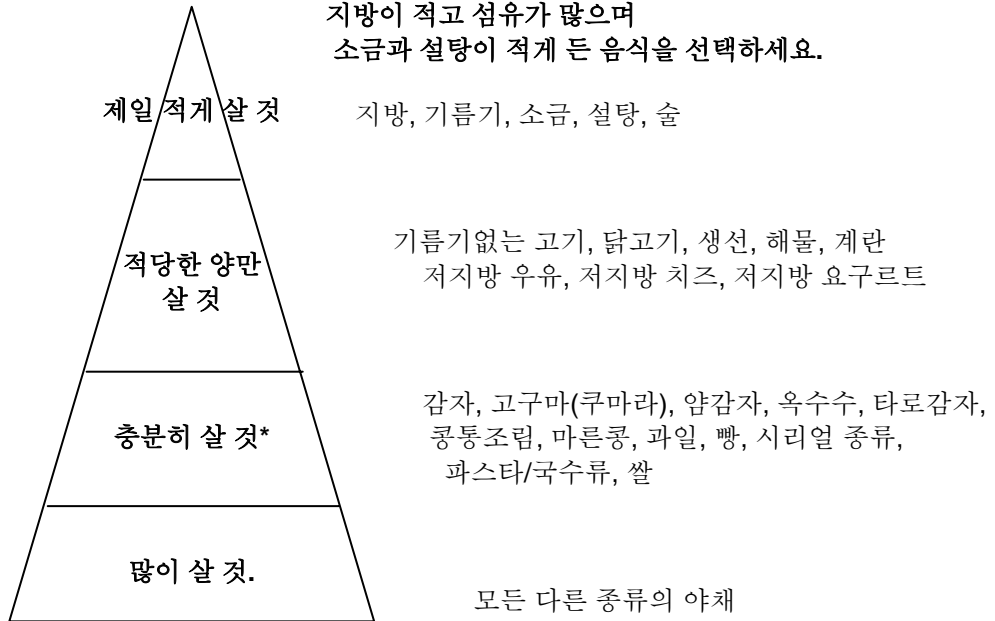 지방이 적고 섬유가 많으며
소금과 설탕이 적게 든 음식을 선택하세요.
제일 적게 살 것
지방, 기름기, 소금, 설탕, 술
적당한 양만
살 것
기름기없는 고기, 닭고기, 생선, 해물, 계란
저지방 우유, 저지방 치즈, 저지방 요구르트
충분히 살 것*
감자, 고구마(쿠마라), 얌감자, 옥수수, 타로감자,
콩통조림, 마른콩, 과일, 빵, 시리얼 종류,
파스타/국수류, 쌀
많이 살 것.
모든 다른 종류의 야채